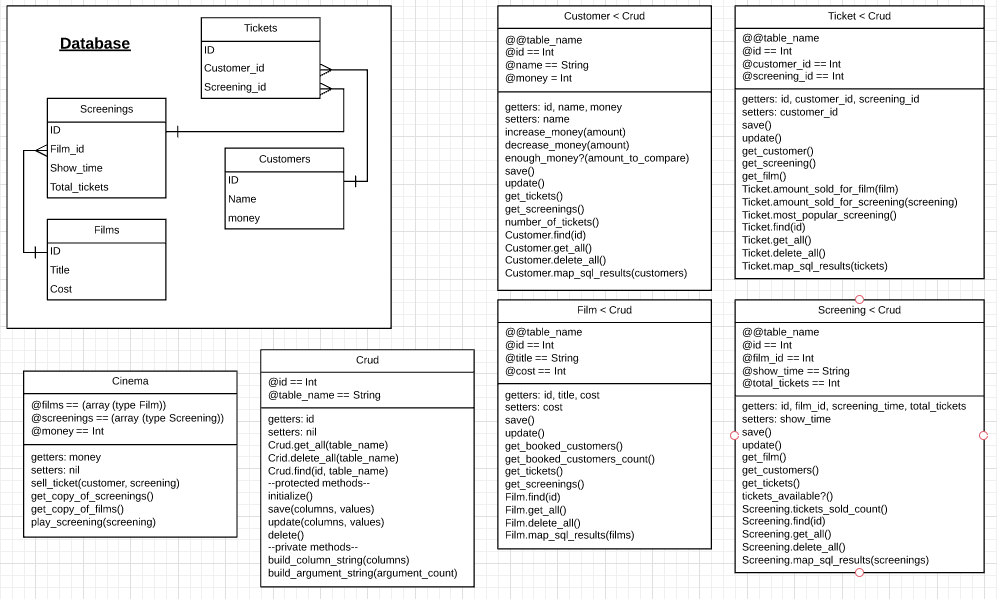 Database
Tickets
ID
Customer_id
Screening_id
Screenings
ID
Film_id
Show_time
Total_tickets
Customers
ID
Name
money
Films
ID
Title
Cost
Cinema
@films == (array (type Film))
@screenings == (array (type Screening))
@money == Int
getters: money
setters: nil
sell_ticket(customer, screening)
get_copy_of_screenings()
get_copy_of_films()
play_screening(screening)
Crud
@id == Int
@table_name == String
getters: id
setters: nil
Crud.get_all(table_name)
Crid.delete_all(table_name)
Crud.find(id, table_name)
--protected methods--
initialize()
save(columns, values)
update(columns, values)
delete()
--private methods--
build_column_string(columns)
build_argument_string(argument_count)
Customer < Crud
@@table_name
@id == Int
@name == String
@money = Int
getters: id, name, money
setters: name
increase_money(amount)
decrease_money(amount)
enough_money?(amount_to_compare)
save()
update()
get_tickets()
get_screenings()
number_of_tickets()
Customer.find(id)
Customer.get_all()
Customer.delete_all()
Customer.map_sql_results(customers)
Ticket < Crud
@@table_name
@id == Int
@customer_id == Int
@screening_id == Int
getters: id, customer_id, screening_id
setters: customer_id
save()
update()
get_customer()
get_screening()
get_film()
Ticket.amount_sold_for_film(film)
Ticket.amount_sold_for_screening(screening)
Ticket.most_popular_screening()
Ticket.find(id)
Ticket.get_all()
Ticket.delete_all()
Ticket.map_sql_results(tickets)
Film < Crud
@@table_name
@id == Int
@title == String
@cost == Int
getters: id, title, cost
setters: cost
save()
update()
get_booked_customers()
get_booked_customers_count()
get_tickets()
get_screenings()
Film.find(id)
Film.get_all()
Film.delete_all()
Film.map_sql_results(films)
Screening < Crud
@@table_name
@id == Int
@film_id == Int
@show_time == String
@total_tickets == Int
getters: id, film_id, screening_time, total_tickets
setters: show_time
save()
update()
get_film()
get_customers()
get_tickets()
tickets_available?()
Screening.tickets_sold_count()
Screening.find(id)
Screening.get_all()
Screening.delete_all()
Screening.map_sql_results(screenings)